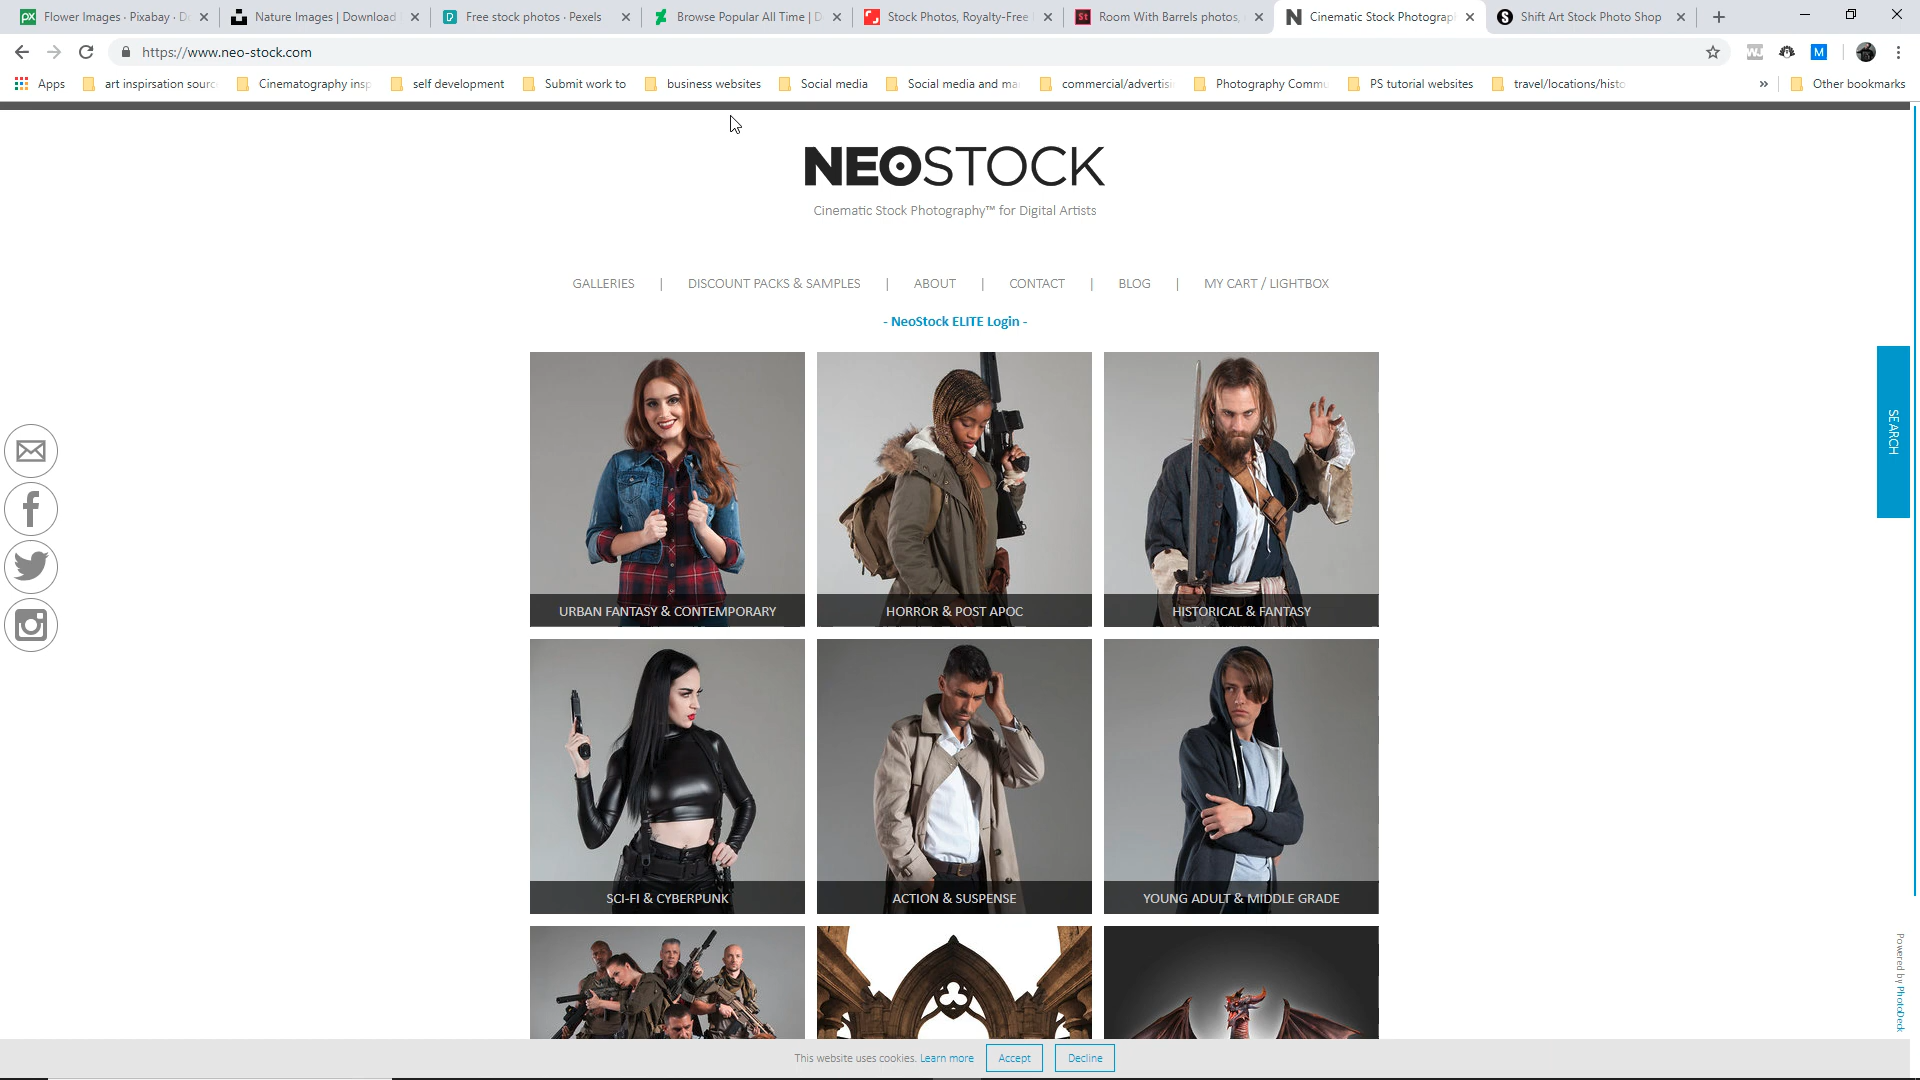 Flower Images · Pixabay · D
Nature Images | Download
Free stock photos · Pexels
Browse Popular All Time | D
Stock Photos, Royalty-Free
Room With Barrels photos,
Cinematic Stock Photograp
Shift Art Stock Photo Shop
https://www.neo-stock.com
Apps
art inspirsation sourc
Cinematography insp
self development
Submit work to
business websites
Social media
Social media and ma
commercial/advertisi
Photography Commu
PS tutorial websites
travel/locations/histo
»
Other bookmarks
NEOSTOCK
Cinematic Stock Photography™ for Digital Artists
GALLERIES | DISCOUNT PACKS & SAMPLES | ABOUT | CONTACT | BLOG | MY CART / LIGHTBOX
- NeoStock ELITE Login -
SEARCH
URBAN FANTASY & CONTEMPORARY
HORROR & POST APOC
HISTORICAL & FANTASY
SCI-FI & CYBERPUNK
ACTION & SUSPENSE
YOUNG ADULT & MIDDLE GRADE
Powered by PhotoDeck
This website uses cookies. Learn more
Accept
Decline